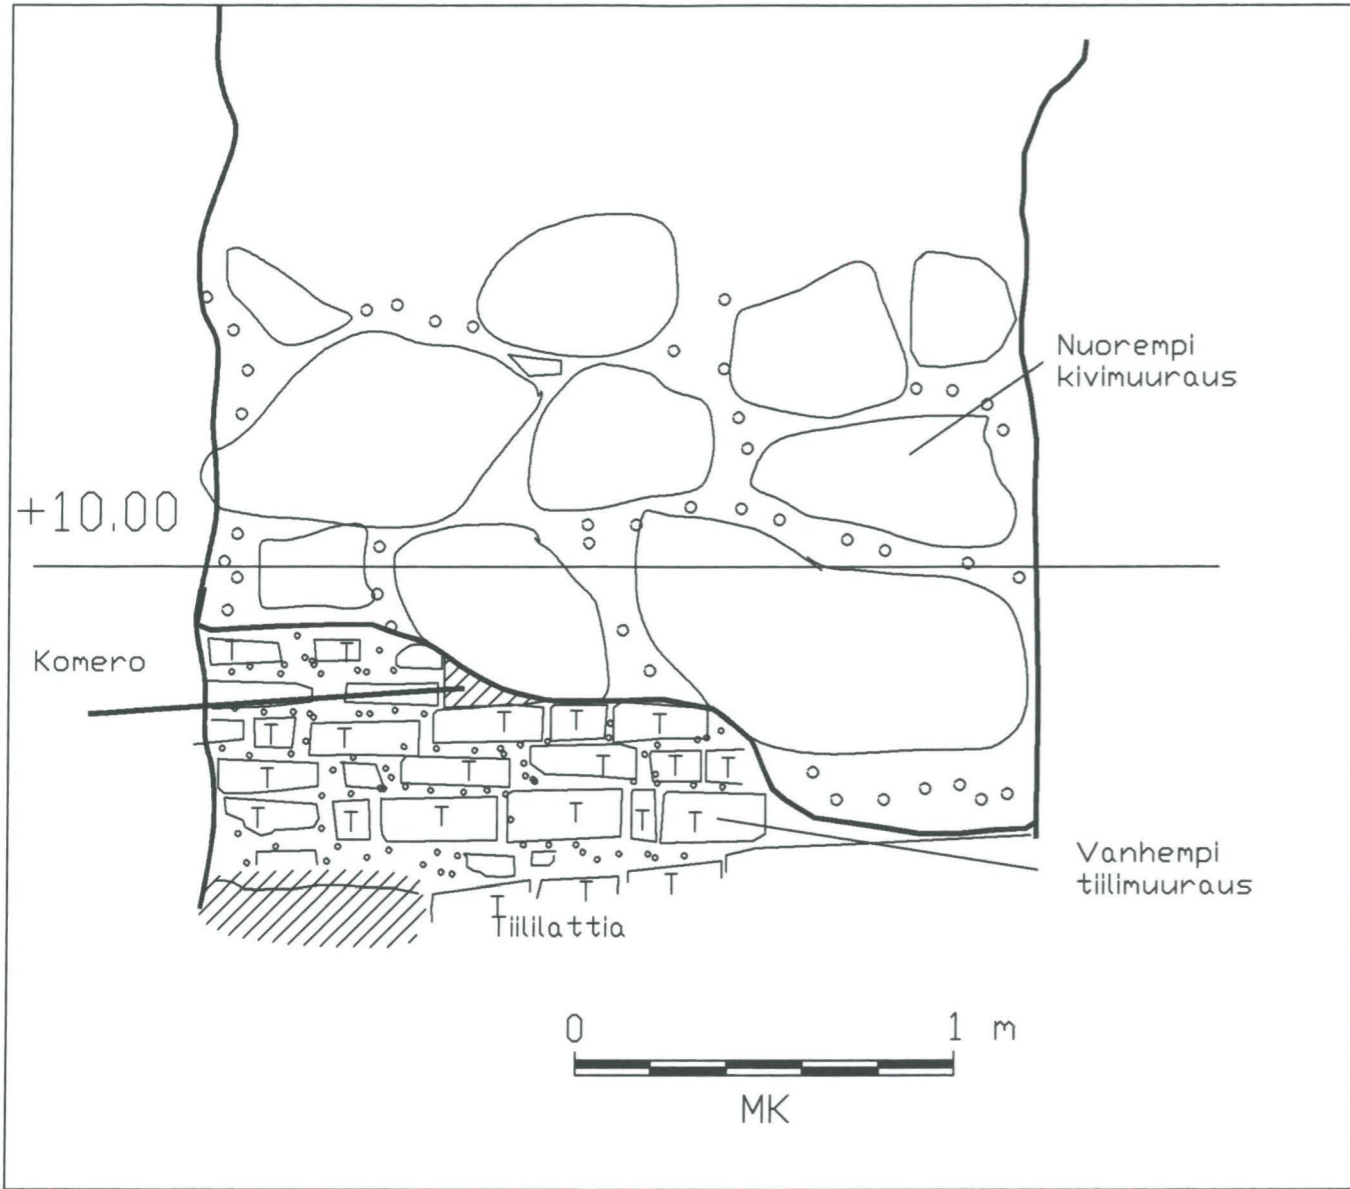 Nuorempi
kivimuuraus
+10.00
Komero
T T
T T T
T T
T T T T
T T T T T T
Vanhempi
tiilimuuraus
T T T
Tiililattia
0 1 m
MK